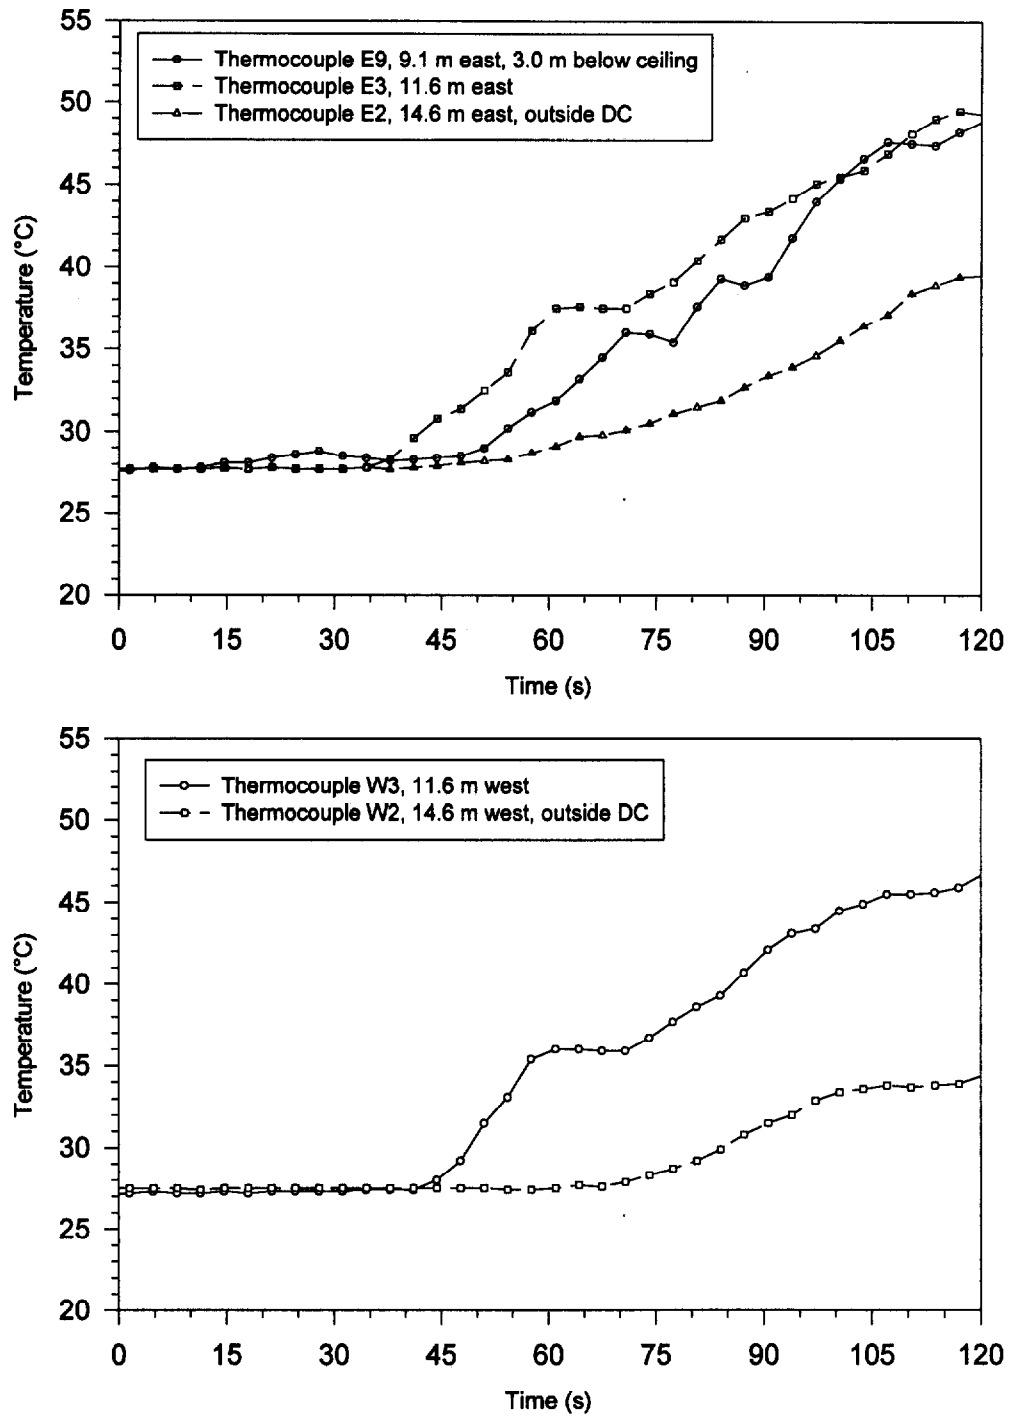 55
50
45
40
35
30
25
20
Temperature (°C)
Thermocouple E9, 9.1 m east, 3.0 m below ceiling
Thermocouple E3, 11.6 m east
Thermocouple E2, 14.6 m east, outside DC
0 15 30 45 60 75 90 105 120
Time (s)
55
50
45
40
35
30
25
20
Temperature (°C)
Thermocouple W3, 11.6 m west
Thermocouple W2, 14.6 m west, outside DC
0 15 30 45 60 75 90 105 120
Time (s)